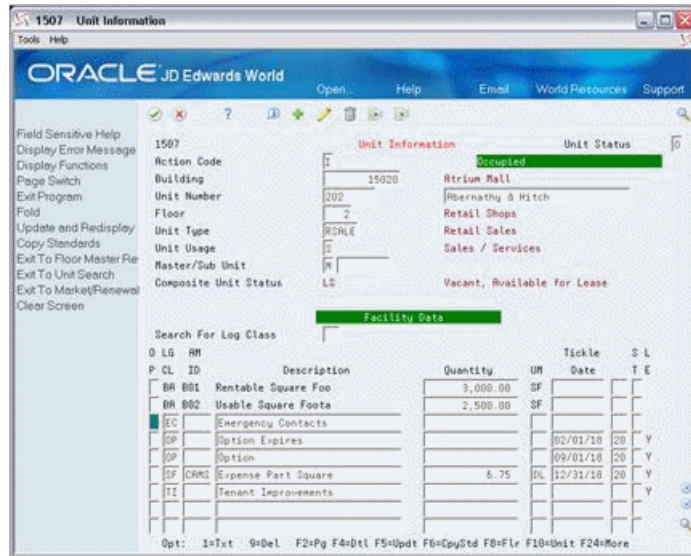 1507 Unit Information
Tools Help
ORACLE JD Edwards World
Open.. Help Email World Resources Support
Field Sensitive Help
Display Error Message
Display Functions
Page Switch
Exit Program
Fold
Update and Redisplay
Copy Standards
Exit To Floor Master Rev
Exit To Unit Search
Exit To Market/Renewal
Clear Screen
1507 Unit Information Unit Status O
Action Code I Occupied
Building 15020 Atrium Mall
Unit Number 202 Abernathy & Hitch
Floor 2 Retail Shops
Unit Type RSALE Retail Sales
Unit Usage S Sales / Services
Master/Sub Unit M
Composite Unit Status LS Vacant, Available for Lease
Facility Data
Search For Log Class
O LG AM Tickle S L
P CL ID Description Quantity UM Date T E
BA B01 Rentable Square Foo 3,000.00 SF
BA B02 Usable Square Foota 2,500.00 SF
EC Emergency Contacts
OP Option Expires 02/01/18 20 Y
OP Option 09/01/18 20 Y
SF CAMS Expense Part Square 6.75 DL 12/31/18 20 Y
TI Tenant Improvements Y
Opt: 1=Txt 9=Del F2=Pg F4=Dtl F5=Updt F6=CpyStd F8=Flr F10=Unit F24=More